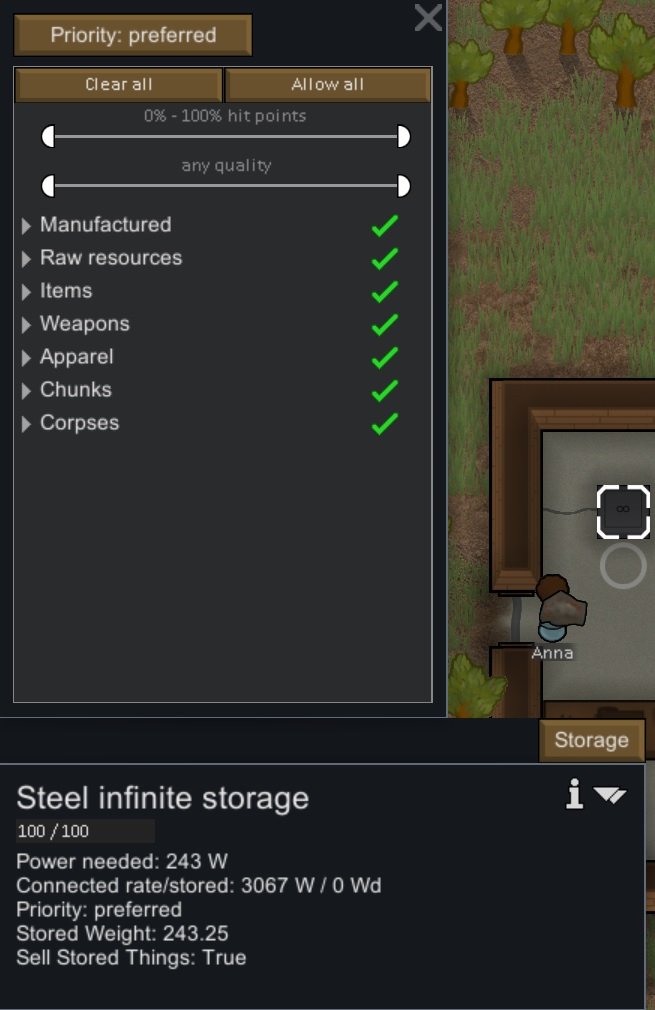 Priority: preferred
Clear all
Allow all
0% - 100% hit points
any quality
Manufactured
Raw resources
Items
Weapons
Apparel
Chunks
Corpses
∞
Anna
Storage
Steel infinite storage
i
100 / 100
Power needed: 243 W
Connected rate/stored: 3067 W / 0 Wd
Priority: preferred
Stored Weight: 243.25
Sell Stored Things: True